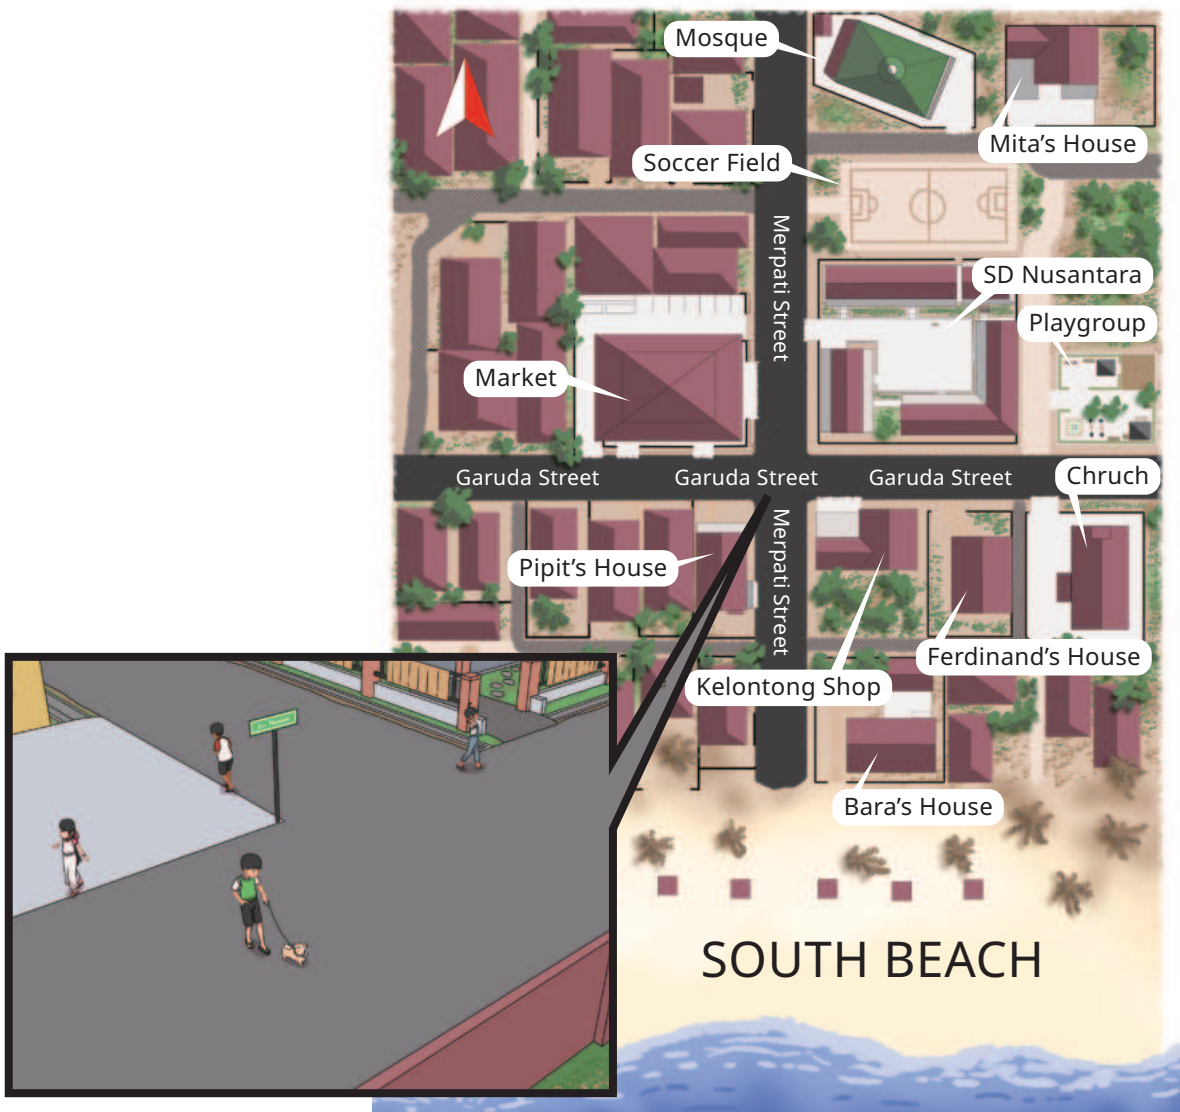 Mosque
Mita's House
Soccer Field
Merpati Street
SD Nusantara
Playgroup
Market
Garuda Street
Garuda Street
Garuda Street
Chruch
Merpati Street
Pipit's House
Ferdinand's House
Kelontong Shop
Bara's House
SOUTH BEACH